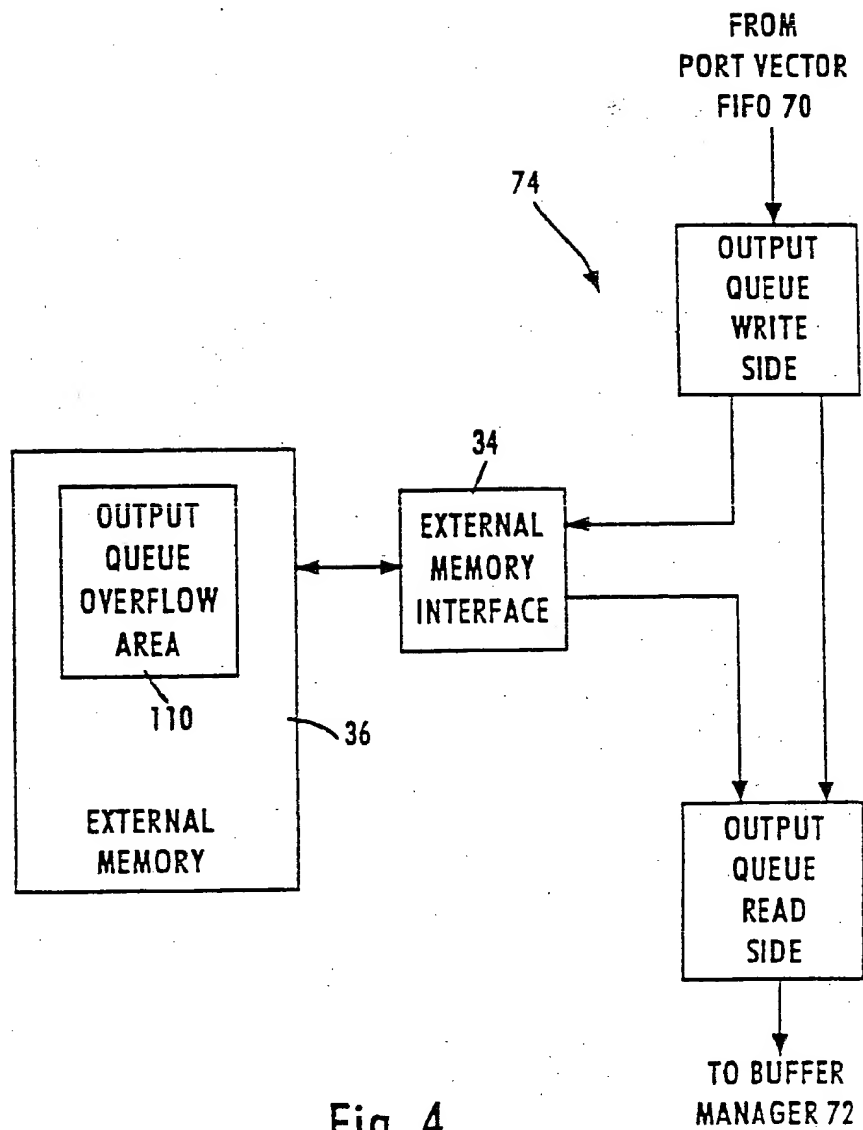 FROM
PORT VECTOR
FIFO 70
74
OUTPUT
QUEUE
WRITE
SIDE
34
EXTERNAL
MEMORY
INTERFACE
OUTPUT
QUEUE
OVERFLOW
AREA
110
36
EXTERNAL
MEMORY
OUTPUT
QUEUE
READ
SIDE
TO BUFFER
MANAGER 72
Fig. 4